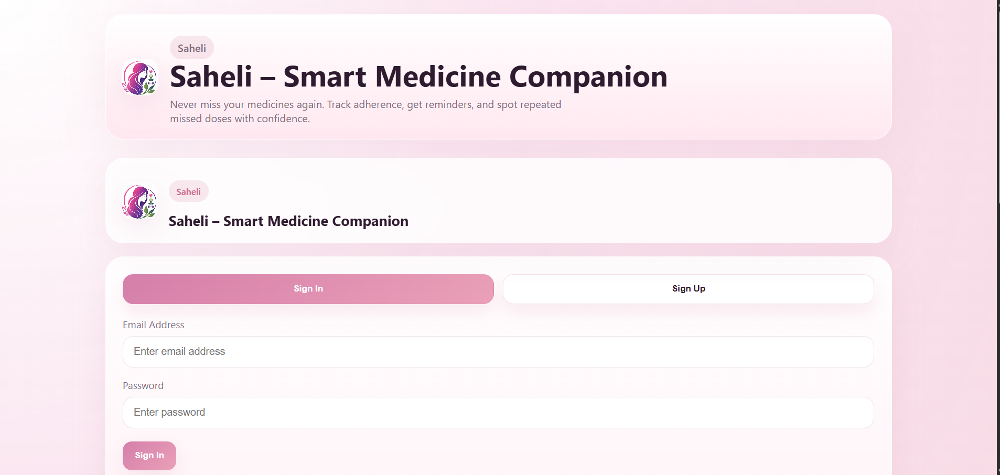 Saheli
Saheli – Smart Medicine Companion
Never miss your medicines again. Track adherence, get reminders, and spot repeated
missed doses with confidence.
Saheli
Saheli – Smart Medicine Companion
Sign In
Sign Up
Email Address
Enter email address
Password
Enter password
Sign In